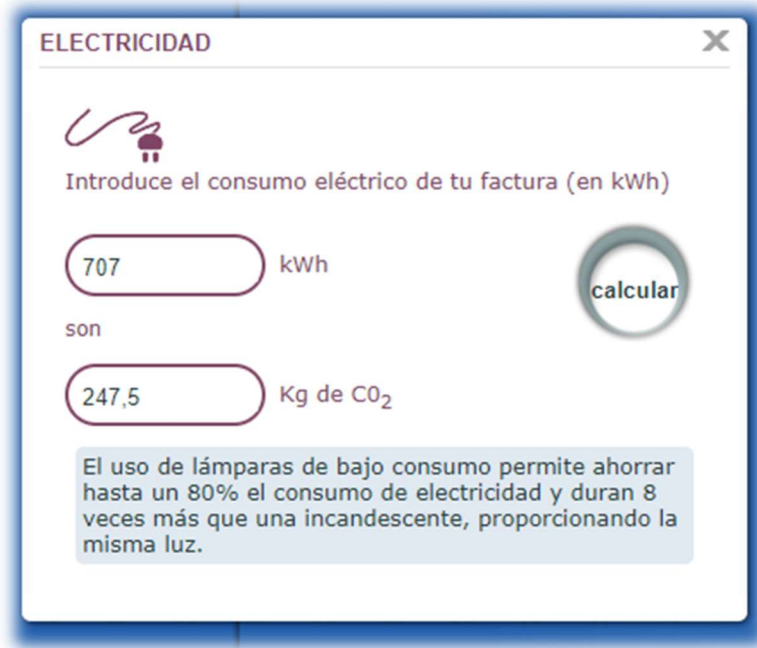 ELECTRICIDAD
Introduce el consumo eléctrico de tu factura (en kWh)
707 kWh
calcular
son
247,5 Kg de C0₂
El uso de lámparas de bajo consumo permite ahorrar
hasta un 80% el consumo de electricidad y duran 8
veces más que una incandescente, proporcionando la
misma luz.